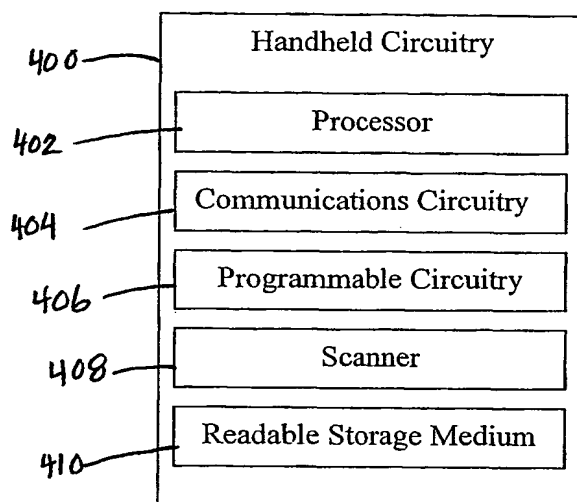 Handheld Circuitry
400
Processor
402
Communications Circuitry
404
Programmable Circuitry
406
Scanner
408
Readable Storage Medium
410